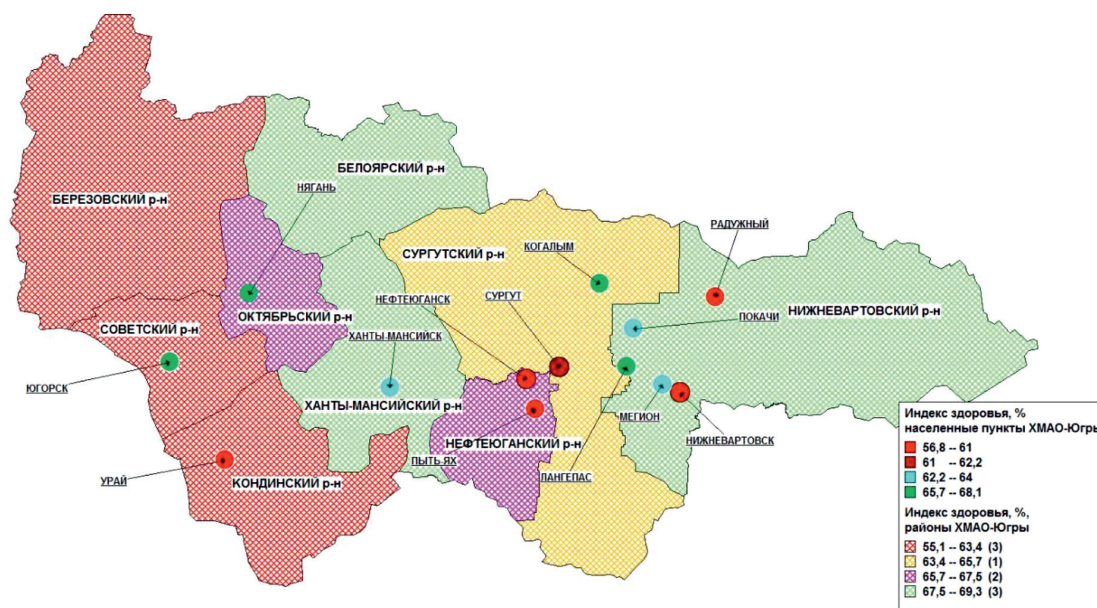 БЕРЕЗОВСКИЙ р-н
БЕЛОЯРСКИЙ р-н
НЯГАНЬ
СУРГУТСКИЙ р-н
КОГАЛЫМ
РАДУЖНЫЙ
НЕФТЕЮГАНСК
СУРГУТ
НИЖНЕВАРТОВСКИЙ р-н
ПОКАЧИ
ОКТЯБРЬСКИЙ р-н
СОВЕТСКИЙ р-н
ХАНТЫ-МАНСИЙСК
ЮГОРСК
ХАНТЫ-МАНСИЙСКИЙ р-н
МЕГИОН
НИЖНЕВАРТОВСК
НЕФТЕЮГАНСКИЙ р-н
ПЫТЬ-ЯХ
ЛАНГЕПАС
УРАЙ
КОНДИНСКИЙ р-н
Индекс здоровья, %
населенные пункты ХМАО-Югры
56,8 -- 61
61 -- 62,2
62,2 -- 64
65,7 -- 68,1
Индекс здоровья, %,
районы ХМАО-Югры
55,1 -- 63,4 (3)
63,4 -- 65,7 (1)
65,7 -- 67,5 (2)
67,5 -- 69,3 (3)